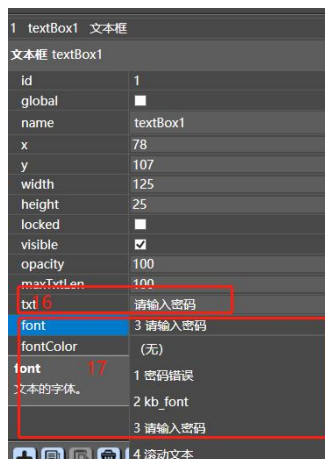 1 textBox1 文本框
文本框 textBox1
id 1
global
name textBox1
x 78
y 107
width 125
height 25
locked
visible
opacity 100
maxTxtLen 100
txt 16 请输入密码
font 3 请输入密码
fontColor (无)
font 17 1 密码错误
文本的字体。 2 kb_font
3 请输入密码
4 滚动文本